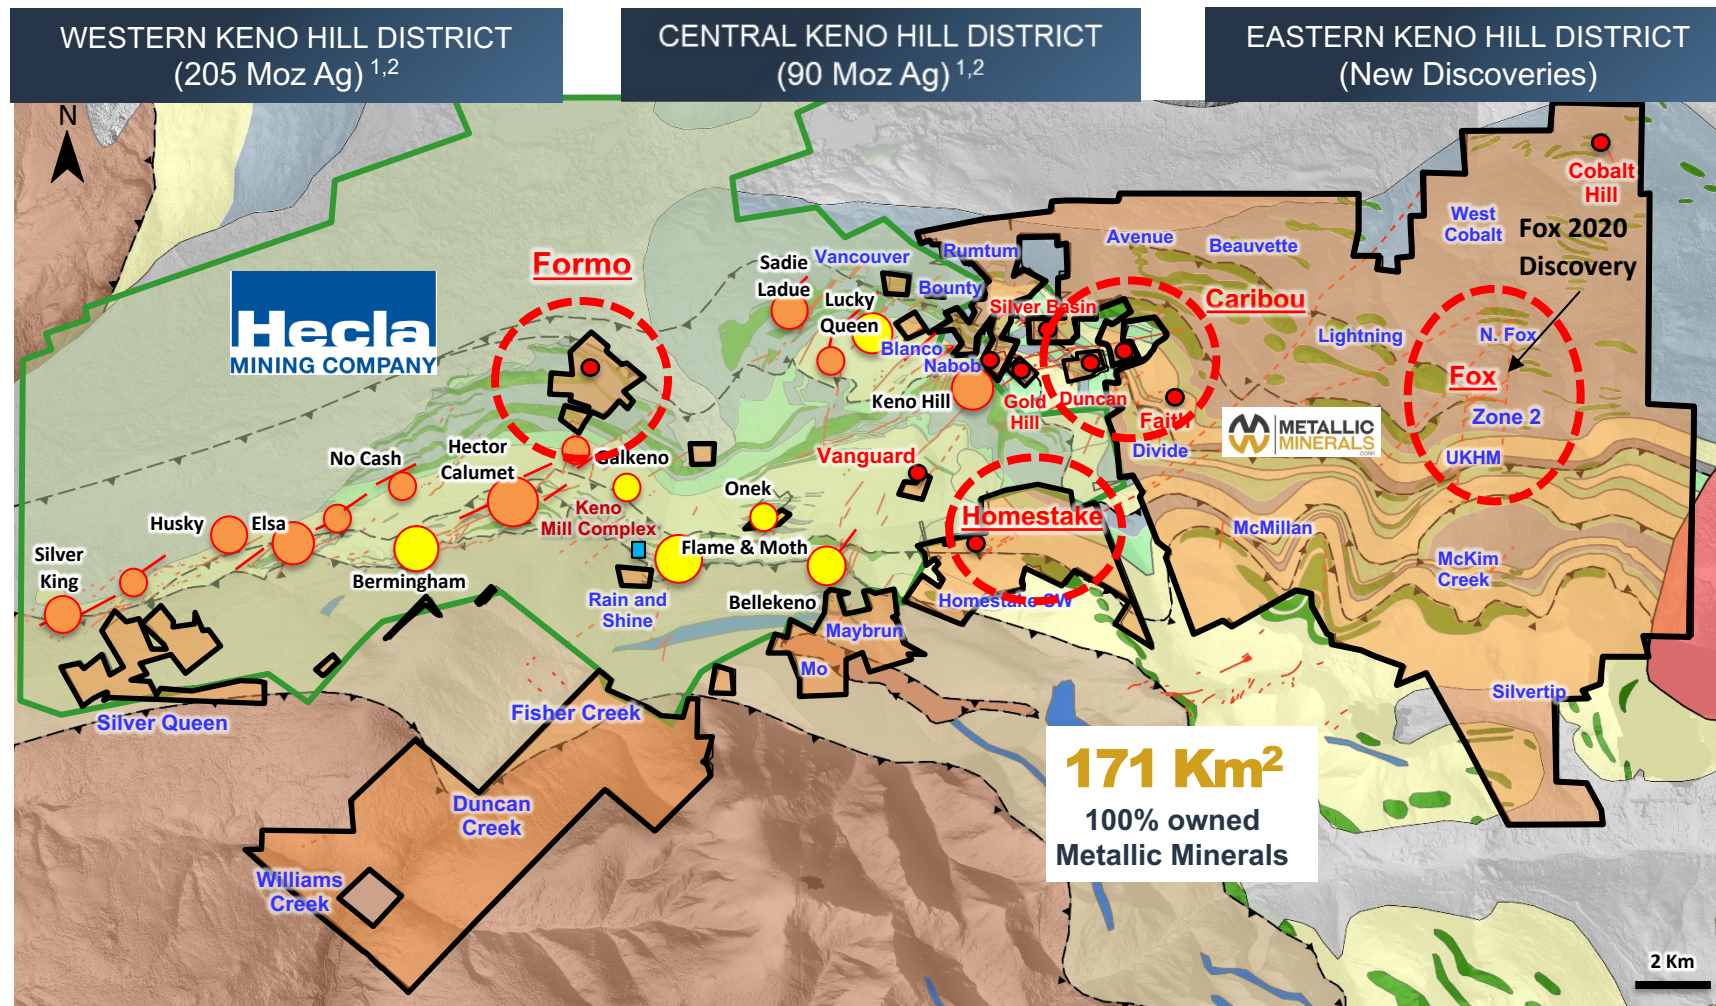 WESTERN KENO HILL DISTRICT
(205 Moz Ag) 1,2
CENTRAL KENO HILL DISTRICT
(90 Moz Ag) 1,2
EASTERN KENO HILL DISTRICT
(New Discoveries)
N
Cobalt
Hill
West
Cobalt
Fox 2020
Discovery
Avenue
Beauvette
Rumtum
Vancouver
Sadie
Ladue
Formo
Bounty
Lucky
Queen
Silver Basin
Caribou
Hecla
MINING COMPANY
Lightning
N. Fox
Blanco
Nabob
Fox
Keno Hill
Gold
Hill
Duncan
Faith
Zone 2
METALLIC
MINERALS
CORP.
Divide
UKHM
Hector
Calumet
No Cash
Galkeno
Vanguard
Onek
Keno
Mill Complex
Homestake
Husky
Elsa
McMillan
Flame & Moth
Silver
King
Bermingham
McKim
Creek
Rain and
Shine
Bellekeno
Homestake SW
Maybrun
Mo
Silvertip
Silver Queen
Fisher Creek
171 Km2
100% owned
Metallic Minerals
Duncan
Creek
Williams
Creek
2 Km